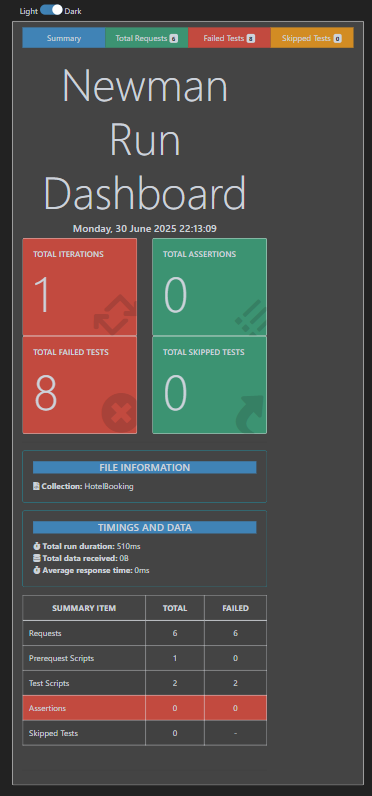 Light Dark
Summary Total Requests 6 Failed Tests 8 Skipped Tests 0
Newman
Run
Dashboard
Monday, 30 June 2025 22:13:09
TOTAL ITERATIONS TOTAL ASSERTIONS
1 0
TOTAL FAILED TESTS TOTAL SKIPPED TESTS
8 0
FILE INFORMATION
Collection: HotelBooking
TIMINGS AND DATA
Total run duration: 510ms
Total data received: 0B
Average response time: 0ms
SUMMARY ITEM TOTAL FAILED
Requests 6 6
Prerequest Scripts 1 0
Test Scripts 2 2
Assertions 0 0
Skipped Tests 0 -